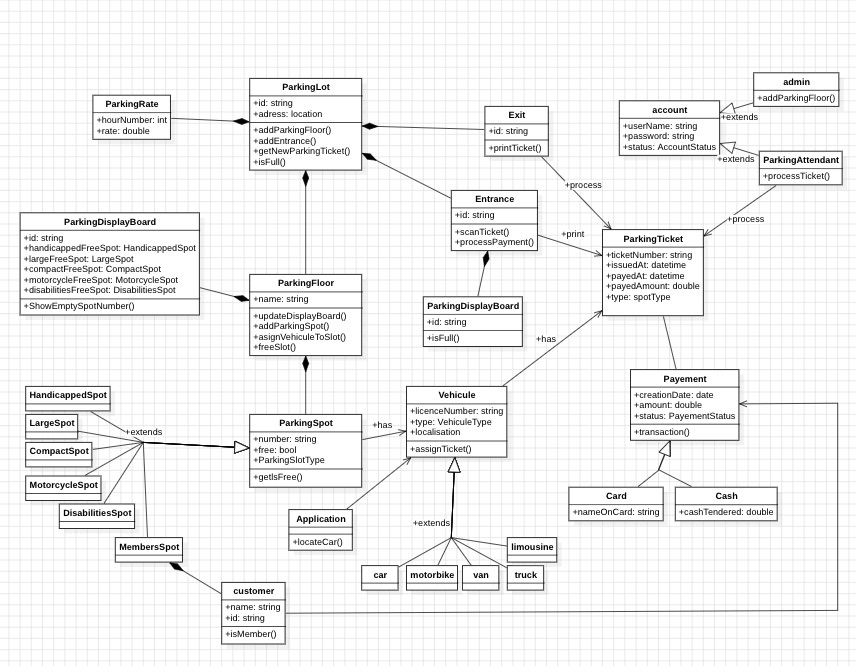 ParkingLot
+id: string
+adress: location
+addParkingFloor()
+addEntrance()
+getNewParkingTicket()
+isFull()
ParkingRate
+hourNumber: int
+rate: double
Exit
+id: string
+printTicket()
account
+userName: string
+password: string
+status: AccountStatus
admin
+addParkingFloor()
+extends
+extends
ParkingAttendant
+processTicket()
+process
+process
Entrance
+id: string
+scanTicket()
+processPayment()
+print
ParkingTicket
+ticketNumber: string
+issuedAt: datetime
+payedAt: datetime
+payedAmount: double
+type: spotType
ParkingDisplayBoard
+id: string
+handicappedFreeSpot: HandicappedSpot
+largeFreeSpot: LargeSpot
+compactFreeSpot: CompactSpot
+motorcycleFreeSpot: MotorcycleSpot
+disabilitiesFreeSpot: DisabilitiesSpot
+ShowEmptySpotNumber()
ParkingFloor
+name: string
+updateDisplayBoard()
+addParkingSpot()
+asignVehiculeToSlot()
+freeSlot()
ParkingDisplayBoard
+id: string
+isFull()
+has
Payement
+creationDate: date
+amount: double
+status: PayementStatus
+transaction()
HandicappedSpot
LargeSpot
CompactSpot
MotorcycleSpot
DisabilitiesSpot
MembersSpot
+extends
ParkingSpot
+number: string
+free: bool
+ParkingSlotType
+getIsFree()
+has
Vehicule
+licenceNumber: string
+type: VehiculeType
+localisation
+assignTicket()
Application
+locateCar()
+extends
car
motorbike
van
truck
limousine
Card
+nameOnCard: string
Cash
+cashTendered: double
customer
+name: string
+id: string
+isMember()